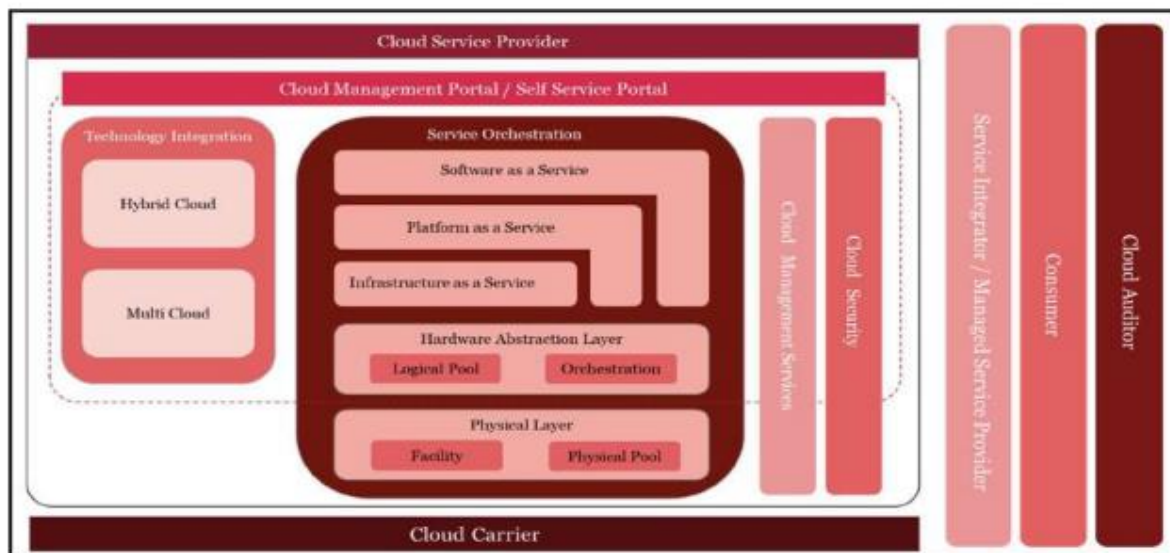 Cloud Service Provider
Cloud Management Portal / Self Service Portal
Technology Integration
Hybrid Cloud
Multi Cloud
Service Orchestration
Software as a Service
Platform as a Service
Infrastructure as a Service
Hardware Abstraction Layer
Logical Pool
Orchestration
Physical Layer
Facility
Physical Pool
Cloud Management Services
Cloud Security
Service Integrator / Managed Service Provider
Consumer
Cloud Auditor
Cloud Carrier